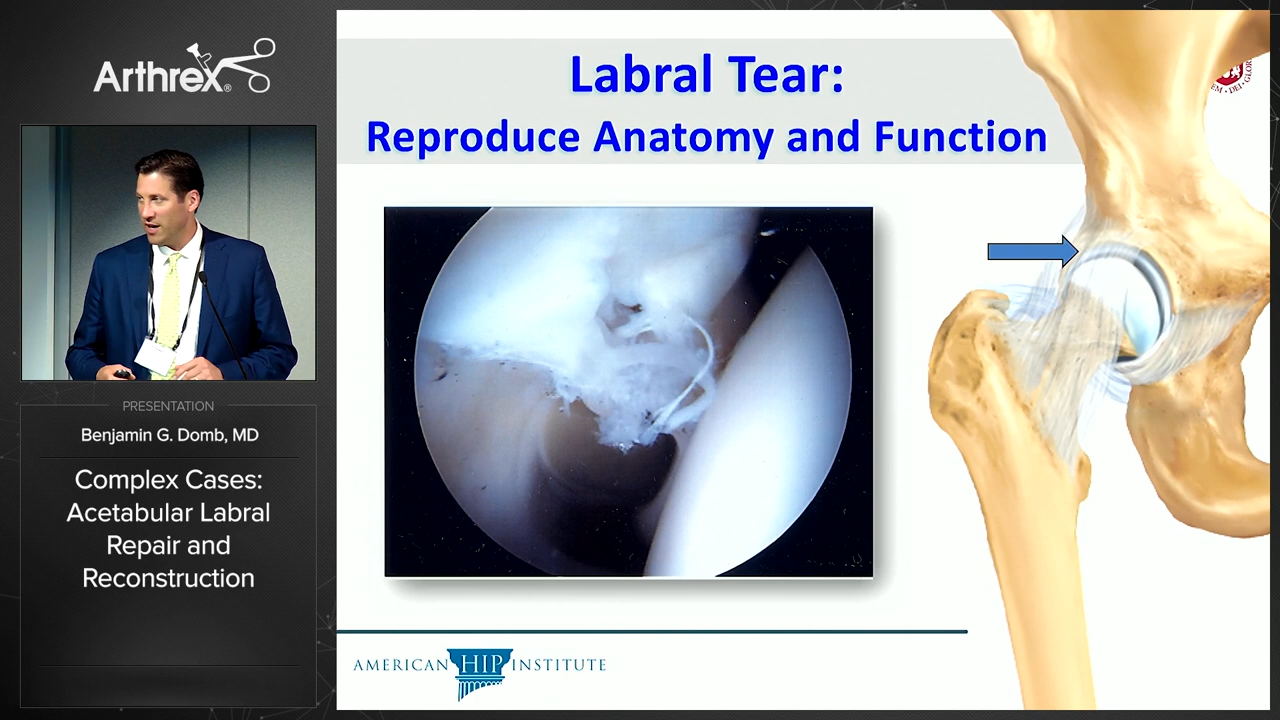 Arthrex®
PRESENTATION
Benjamin G. Domb, MD
Complex Cases:
Acetabular Labral
Repair and
Reconstruction
Labral Tear:
Reproduce Anatomy and Function
AMERICAN HIP INSTITUTE